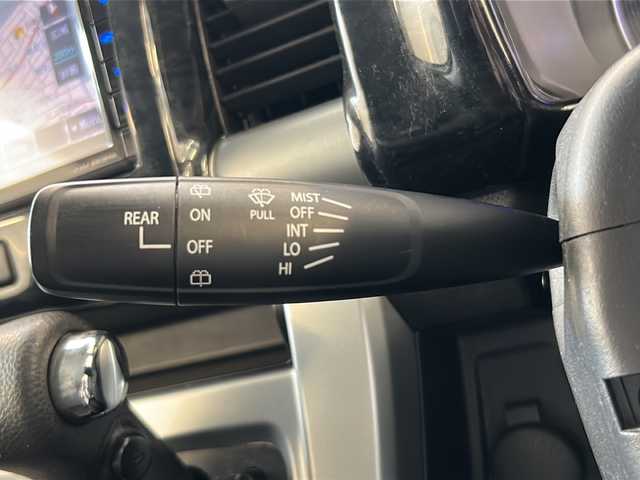 REAR
ON
OFF
PULL
MIST
OFF
INT
LO
HI